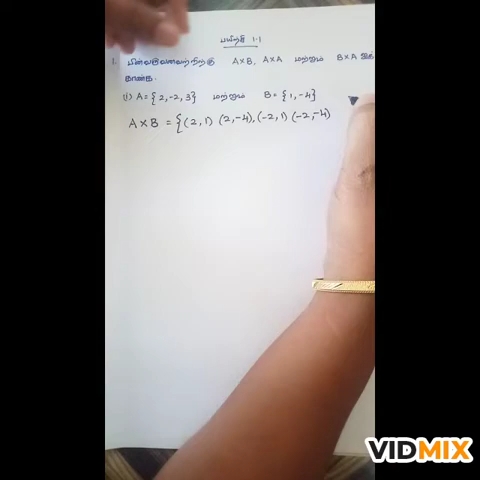 பயிற்சி 1.1
1. பின்வருவனவற்றிற்கு A×B, A×A மற்றும் B×A ஐக்
காண்க.
(i) A = {2, -2, 3} மற்றும் B = {1, -4}
A×B = {(2,1) (2,-4), (-2,1) (-2,-4)
VIDMIX